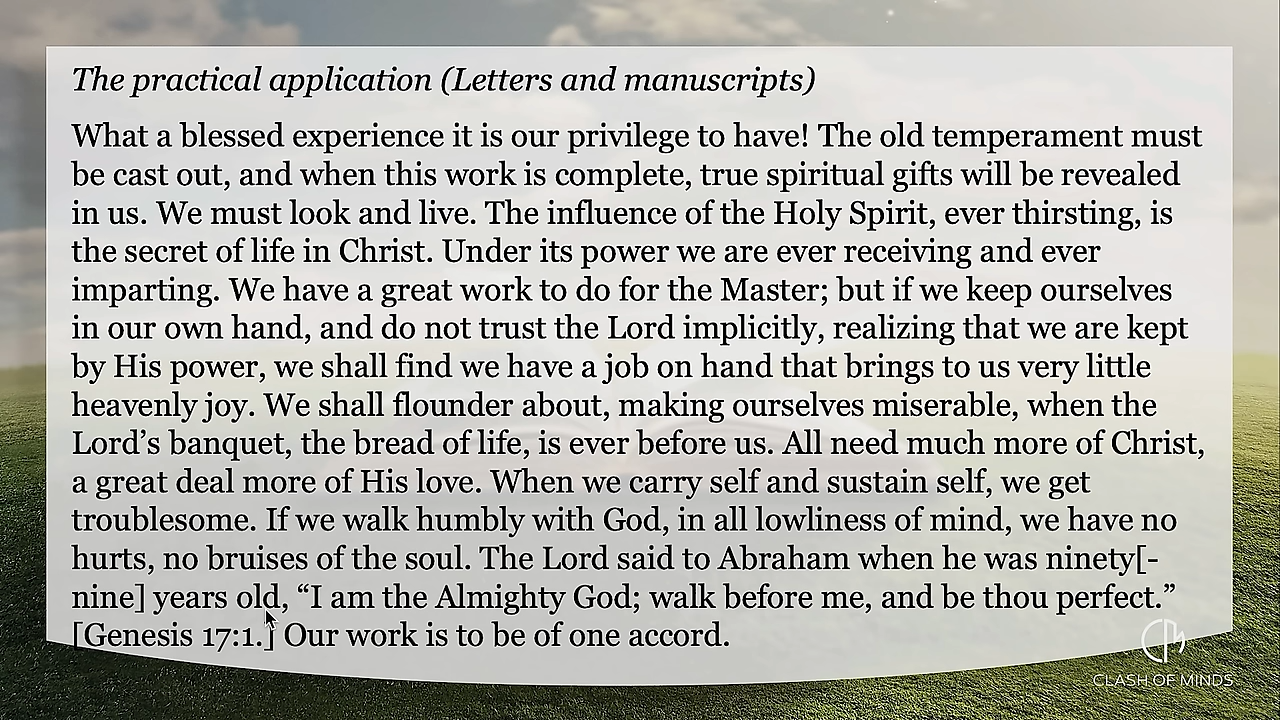 The practical application (Letters and manuscripts)
What a blessed experience it is our privilege to have! The old temperament must
be cast out, and when this work is complete, true spiritual gifts will be revealed
in us. We must look and live. The influence of the Holy Spirit, ever thirsting, is
the secret of life in Christ. Under its power we are ever receiving and ever
imparting. We have a great work to do for the Master; but if we keep ourselves
in our own hand, and do not trust the Lord implicitly, realizing that we are kept
by His power, we shall find we have a job on hand that brings to us very little
heavenly joy. We shall flounder about, making ourselves miserable, when the
Lord’s banquet, the bread of life, is ever before us. All need much more of Christ,
a great deal more of His love. When we carry self and sustain self, we get
troublesome. If we walk humbly with God, in all lowliness of mind, we have no
hurts, no bruises of the soul. The Lord said to Abraham when he was ninety[-
nine] years old, “I am the Almighty God; walk before me, and be thou perfect.”
[Genesis 17:1.] Our work is to be of one accord.
CLASH OF MINDS